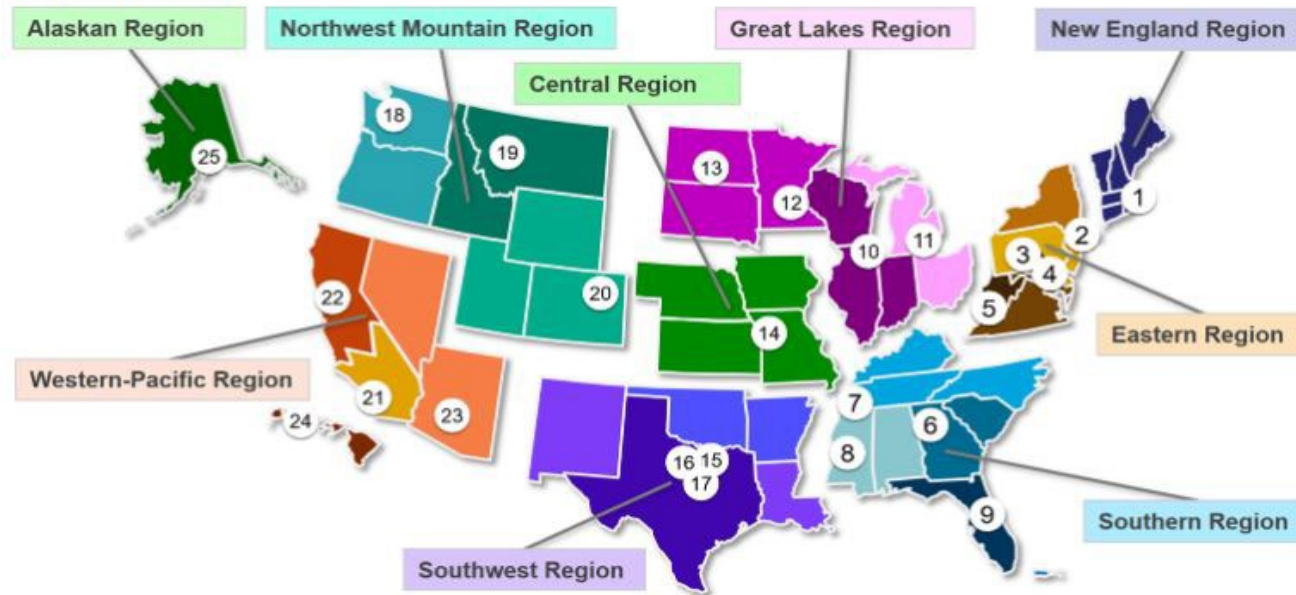 Alaskan Region
Northwest Mountain Region
Great Lakes Region
New England Region
Central Region
18
25
19
13
12
10
11
1
2
3
4
5
20
22
14
Eastern Region
Western-Pacific Region
21
23
24
7
6
8
16
15
17
9
Southern Region
Southwest Region